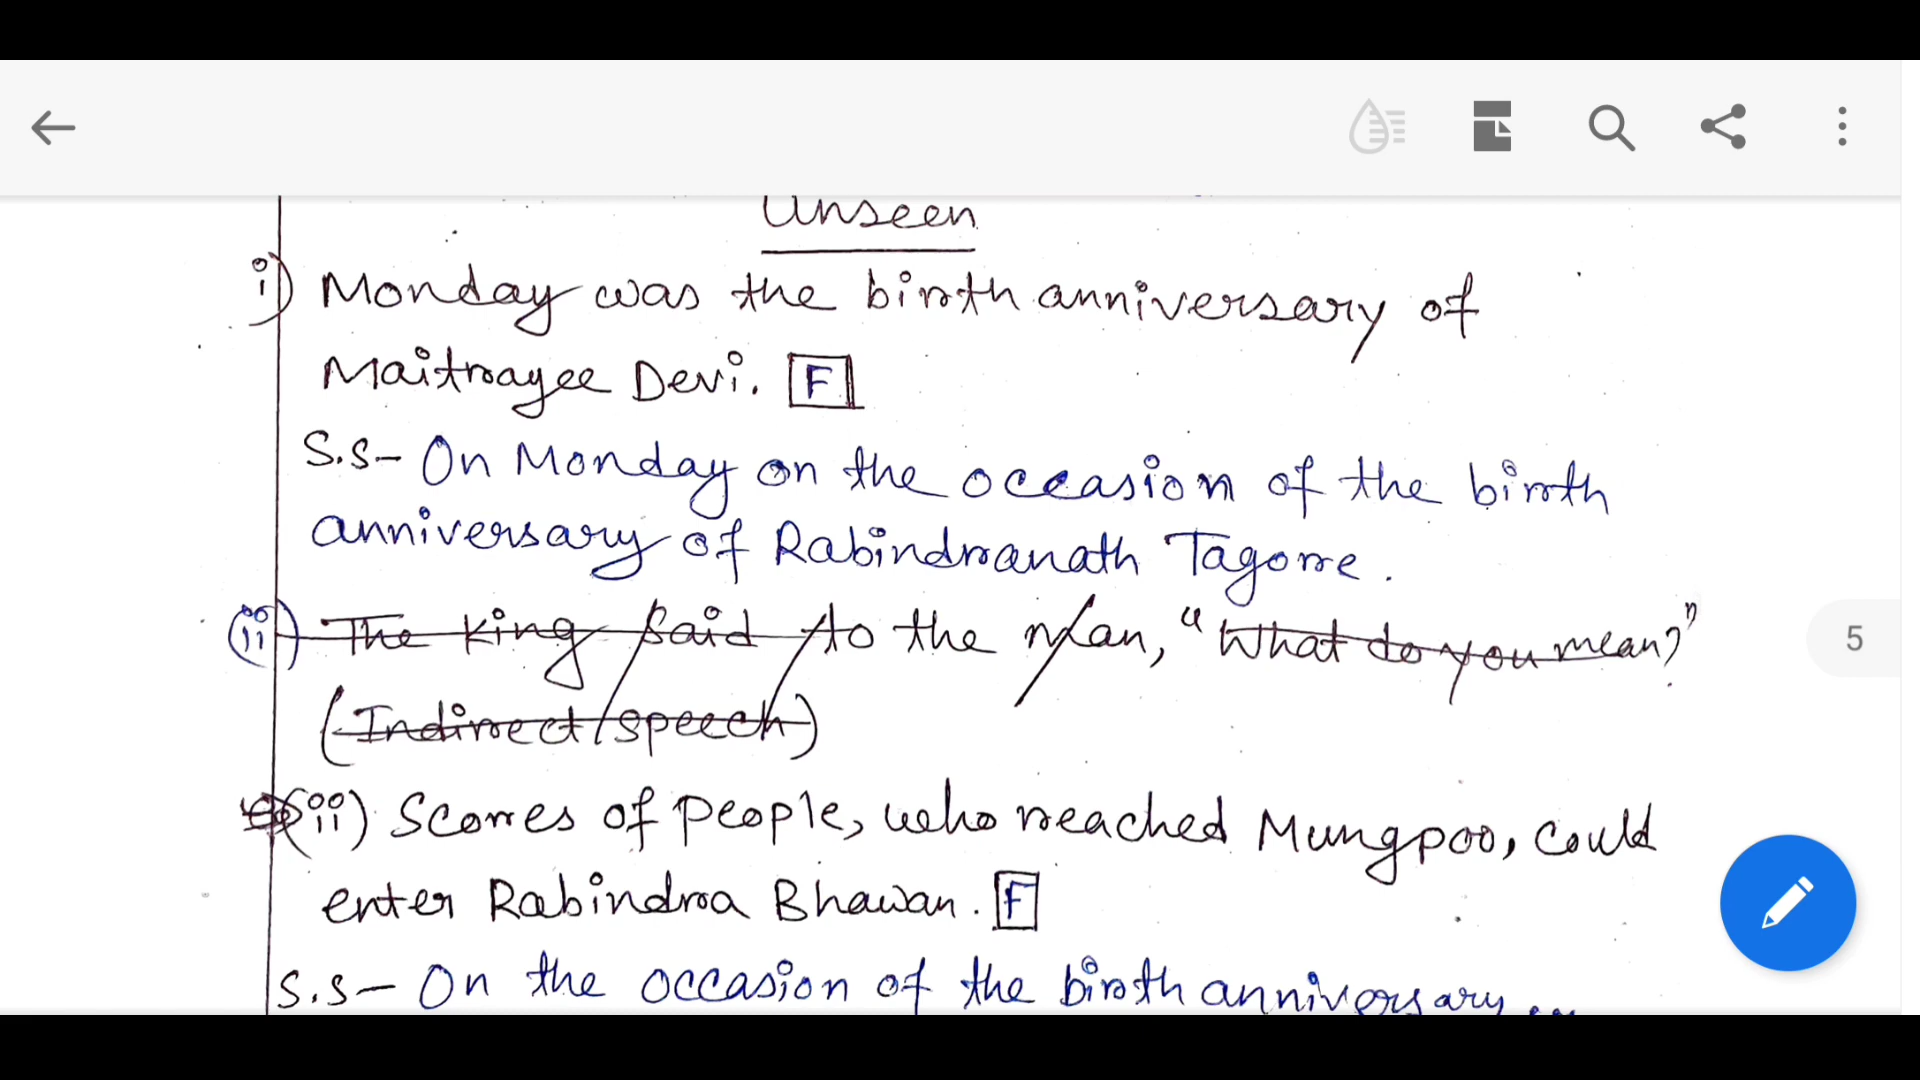 Unseen
i) Monday was the birth anniversary of
Maitrayee Devi. F
S.S- On Monday on the occasion of the birth
anniversary of Rabindranath Tagore.
(ii) The King said to the Man, "What do you mean?"
(Indirect speech)
(ii) Scores of people, who reached Mungpoo, could
enter Rabindra Bhawan. F
S.S- On the occasion of the birth anniversary
5